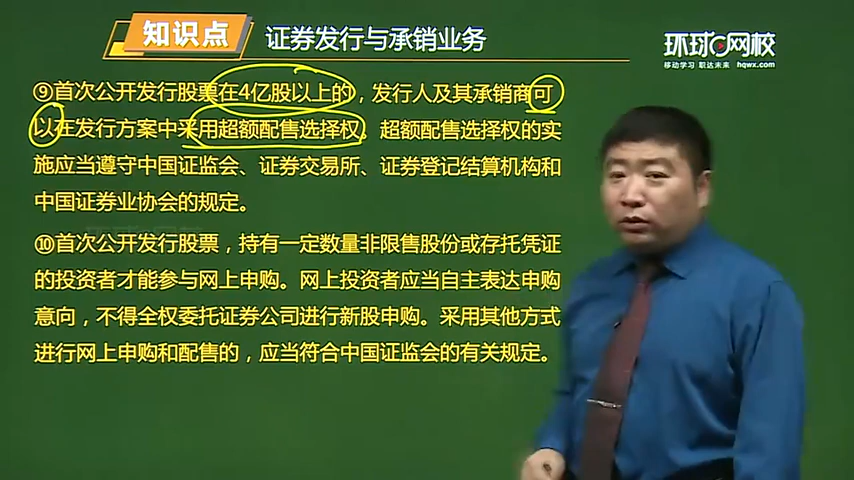 知识点 证券发行与承销业务
环球网校
移动学习 职达未来 hqwx.com
⑨首次公开发行股票在4亿股以上的，发行人及其承销商可
以在发行方案中采用超额配售选择权。超额配售选择权的实
施应当遵守中国证监会、证券交易所、证券登记结算机构和
中国证券业协会的规定。
⑩首次公开发行股票，持有一定数量非限售股份或存托凭证
的投资者才能参与网上申购。网上投资者应当自主表达申购
意向，不得全权委托证券公司进行新股申购。采用其他方式
进行网上申购和配售的，应当符合中国证监会的有关规定。